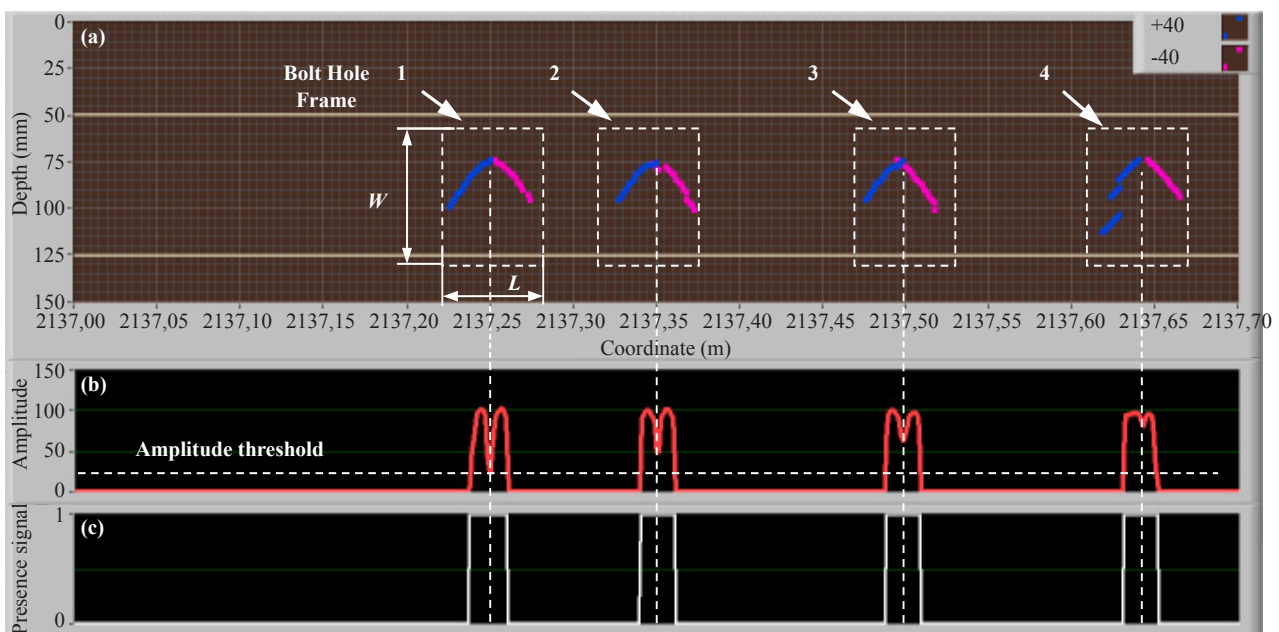 (a)
+40
-40
Bolt Hole 1 2 3 4
Frame
W
L
Depth (mm)
0
25
50
75
100
125
150
2137,00 2137,05 2137,10 2137,15 2137,20 2137,25 2137,30 2137,35 2137,40 2137,45 2137,50 2137,55 2137,60 2137,65 2137,70
Coordinate (m)
(b)
Amplitude
150
100
50
0
Amplitude threshold
(c)
Presence signal
1
0